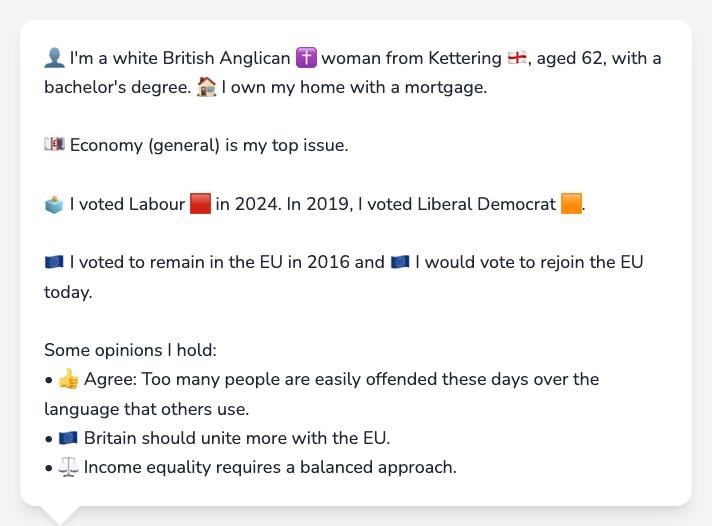 👤 I'm a white British Anglican ✝️ woman from Kettering 🏴󠁧󠁢󠁥󠁮󠁧󠁿, aged 62, with a
bachelor's degree. 🏠 I own my home with a mortgage.
💷 Economy (general) is my top issue.
🗳️ I voted Labour 🟥 in 2024. In 2019, I voted Liberal Democrat 🟧.
🇪🇺 I voted to remain in the EU in 2016 and 🇪🇺 I would vote to rejoin the EU
today.
Some opinions I hold:
• 👍 Agree: Too many people are easily offended these days over the
language that others use.
• 🇪🇺 Britain should unite more with the EU.
• ⚖️ Income equality requires a balanced approach.